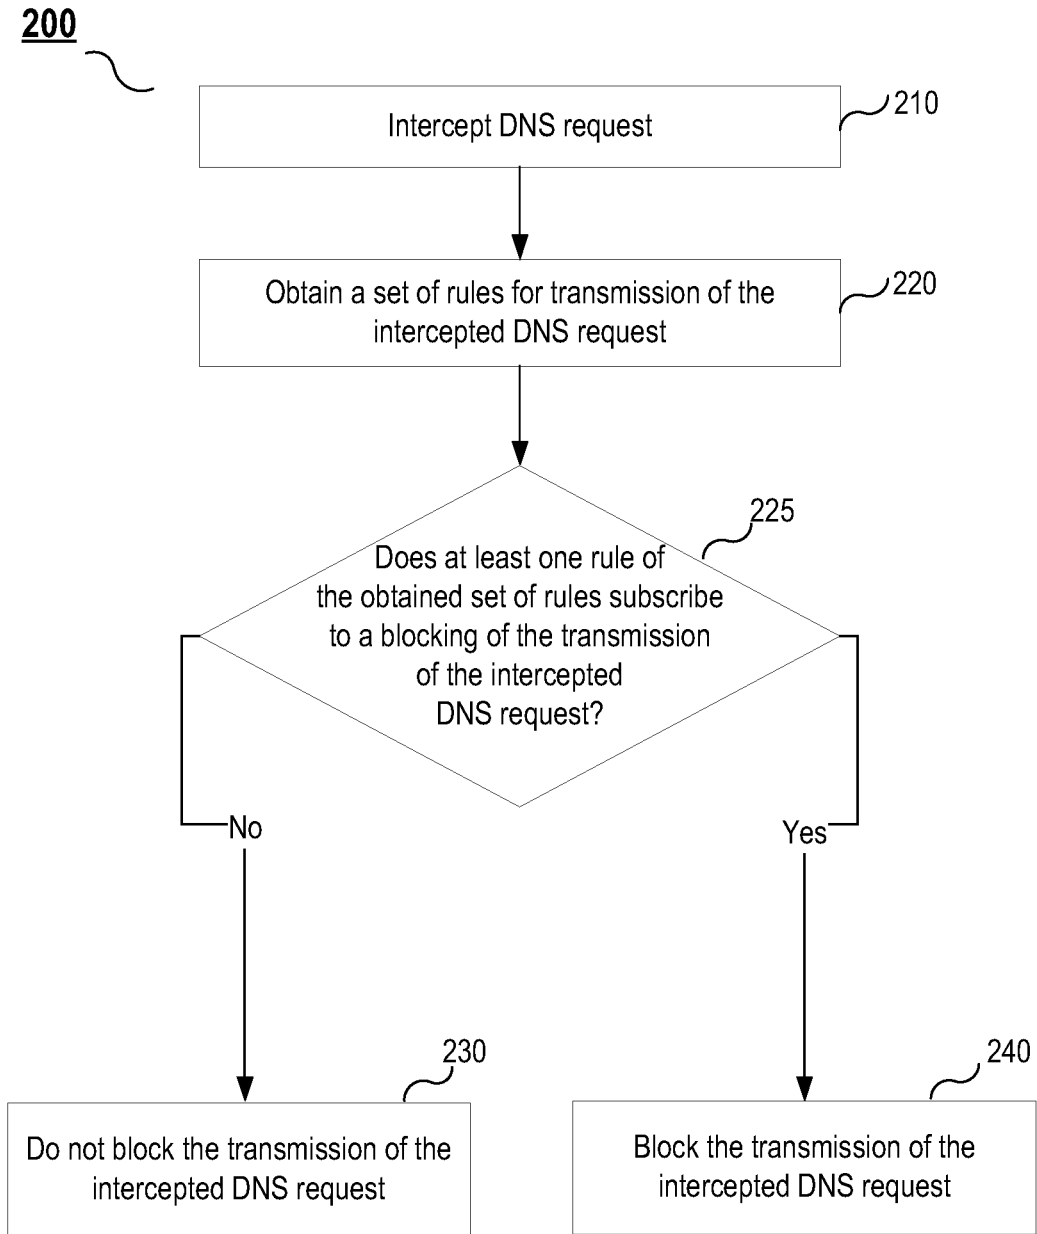 200
Intercept DNS request
210
Obtain a set of rules for transmission of the
intercepted DNS request
220
225
Does at least one rule of
the obtained set of rules subscribe
to a blocking of the transmission
of the intercepted
DNS request?
No
Yes
230
Do not block the transmission of the
intercepted DNS request
240
Block the transmission of the
intercepted DNS request